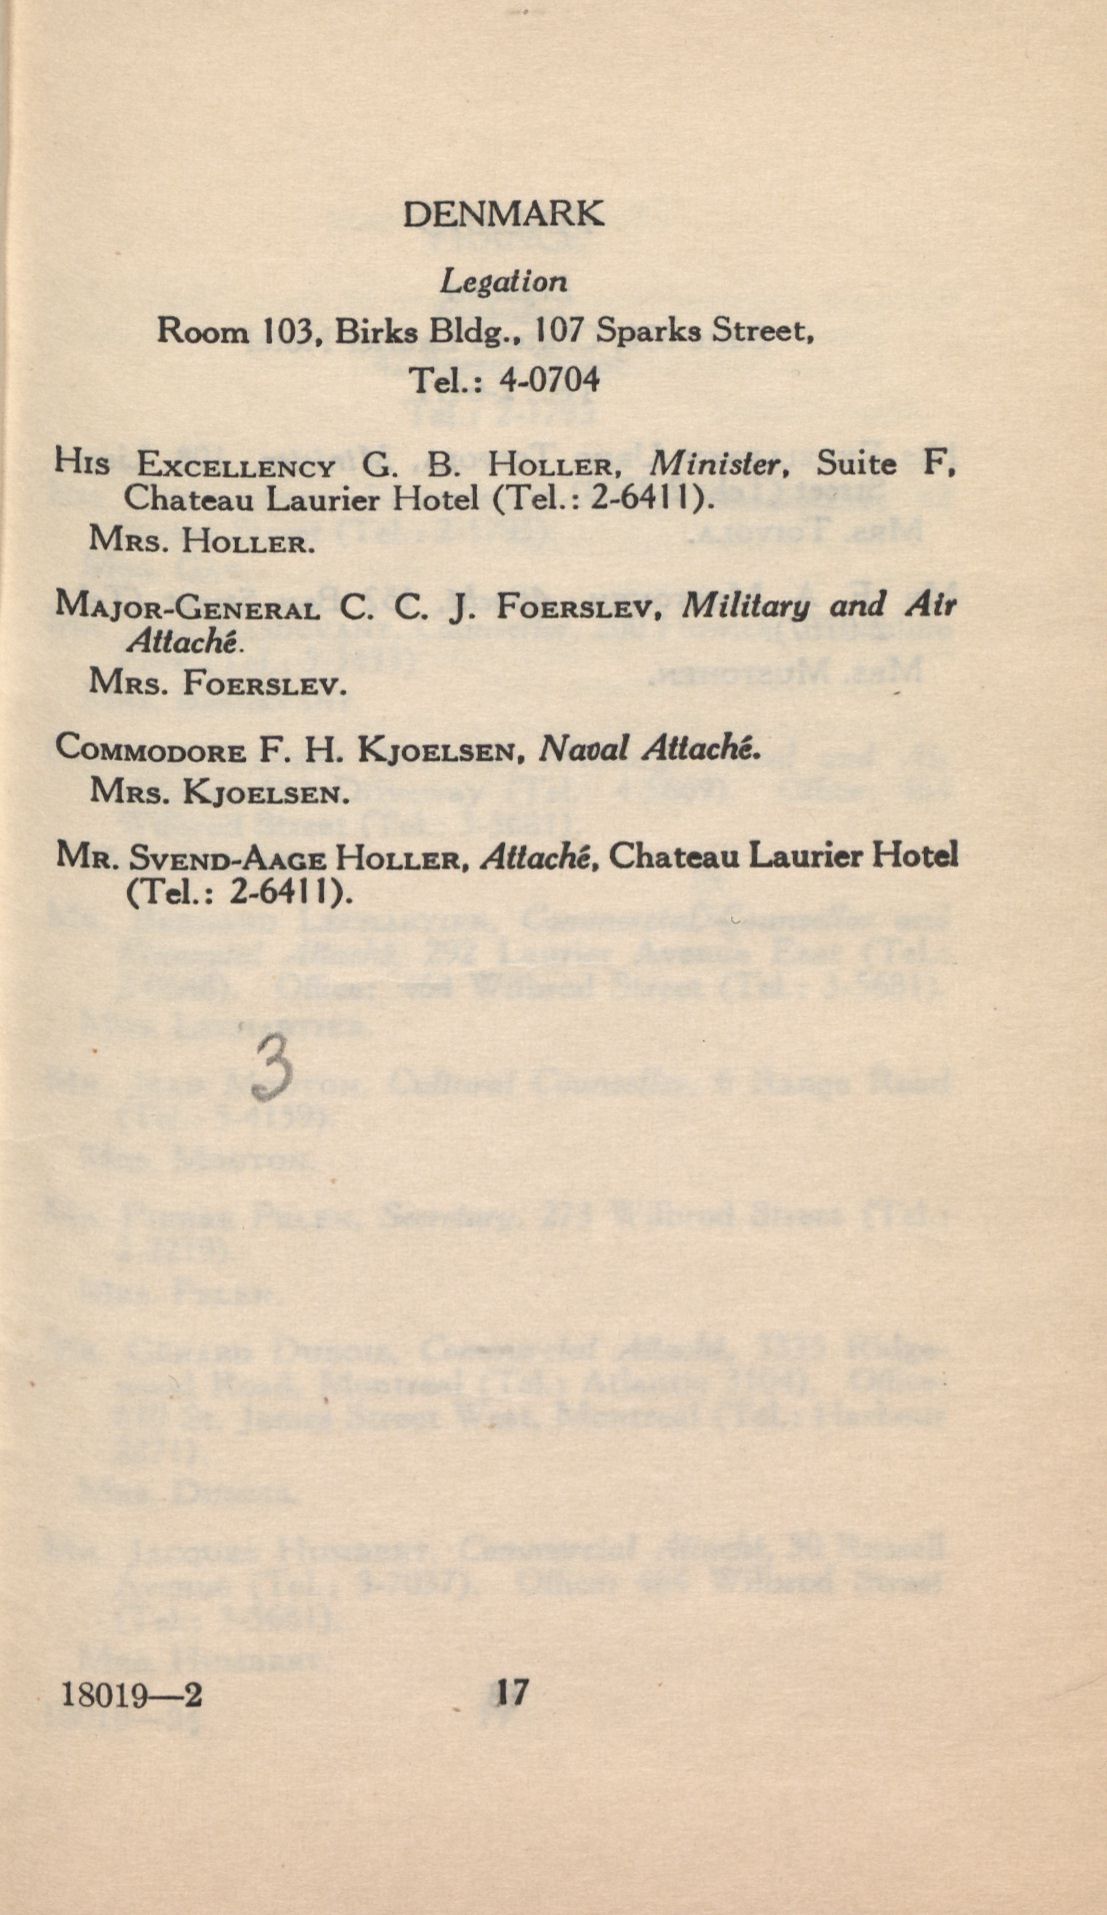 DENMARK
Legation
Room 103, Birks Bldg., 107 Sparks Street,
Tel.: 4-0704
HIS EXCELLENCY G. B. HOLLER, Minister, Suite F,
Chateau Laurier Hotel (Tel.: 2-6411).
MRS. HOLLER.
MAJOR-GENERAL C. C. J. FOERSLEV, Military and Air
Attaché.
MRS. FOERSLEV.
COMMODORE F. H. KJOELSEN, Naval Attaché.
MRS. KJOELSEN.
MR. SVEND-AAGE HOLLER, Attaché, Chateau Laurier Hotel
(Tel.: 2-6411).
3
18019—2 17